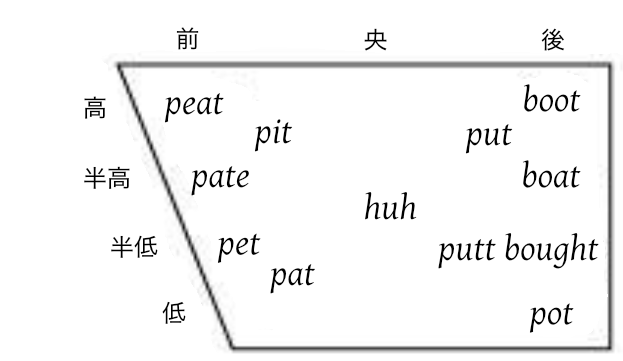 前 央 後
高 peat boot
pit put
半高 pate boat
huh
半低 pet putt bought
pat
低 pot